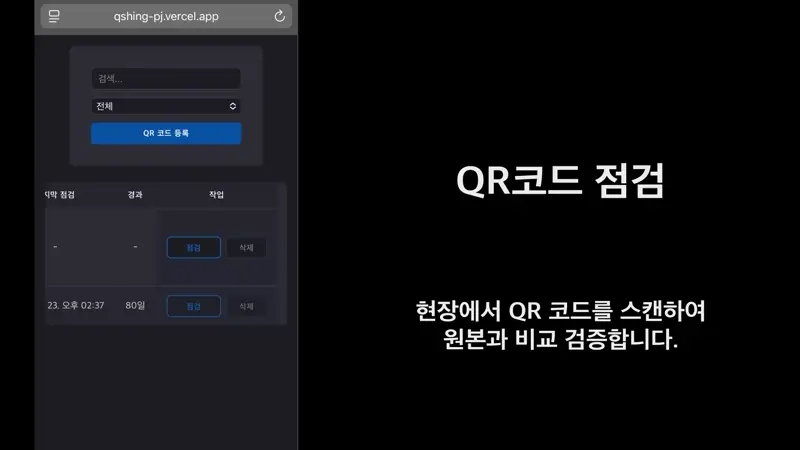 qshing-pj.vercel.app
검색...
전체
QR 코드 등록
지막 점검
경과
작업
-
-
점검
삭제
23. 오후 02:37
80일
점검
삭제
QR코드 점검
현장에서 QR 코드를 스캔하여
원본과 비교 검증합니다.